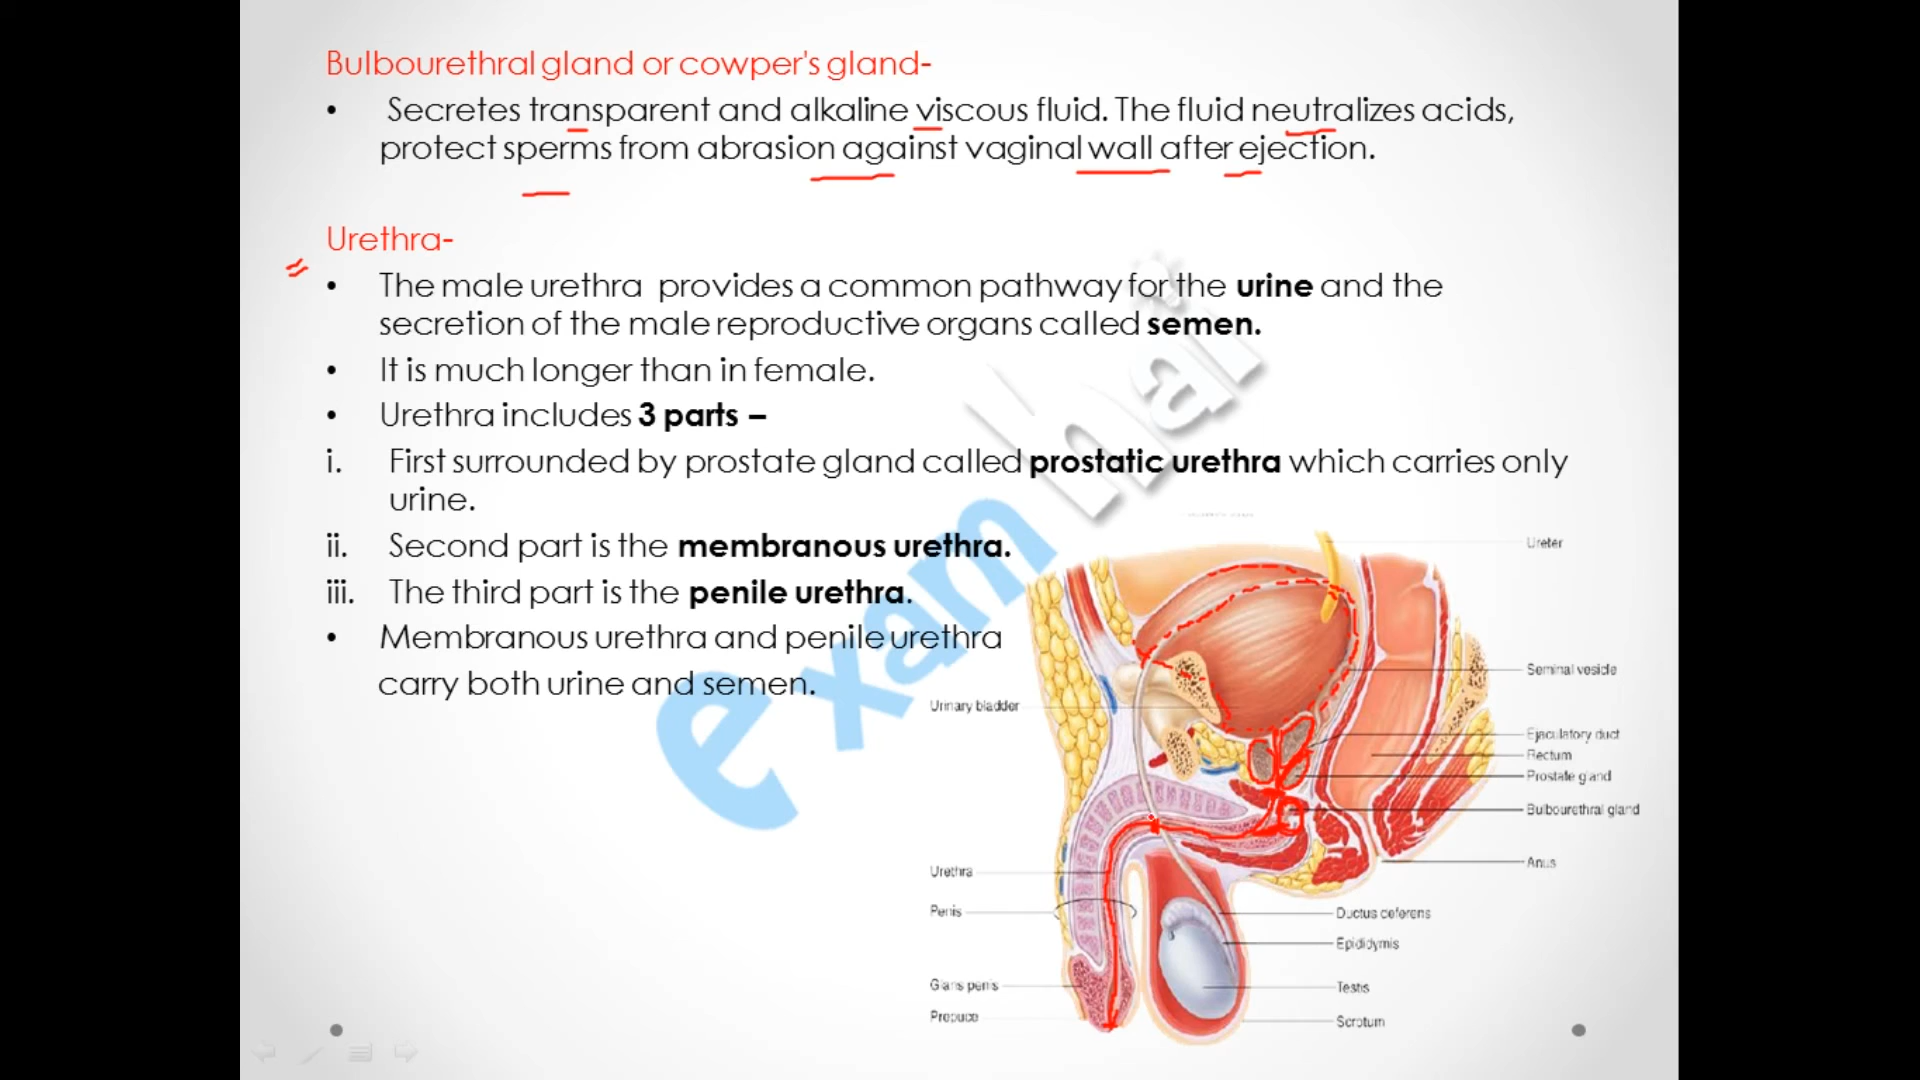 Bulbourethral gland or cowper's gland-
• Secretes transparent and alkaline viscous fluid. The fluid neutralizes acids,
protect sperms from abrasion against vaginal wall after ejection.
Urethra-
• The male urethra provides a common pathway for the urine and the
secretion of the male reproductive organs called semen.
• It is much longer than in female.
• Urethra includes 3 parts –
i. First surrounded by prostate gland called prostatic urethra which carries only
urine.
ii. Second part is the membranous urethra.
iii. The third part is the penile urethra.
• Membranous urethra and penile urethra
carry both urine and semen.
exam hai
Ureter
Seminal vesicle
Urinary bladder
Ejaculatory duct
Rectum
Prostate gland
Bulbourethral gland
Anus
Urethra
Penis
Ductus deferens
Epididymis
Glans penis
Testis
Prepuce
Scrotum